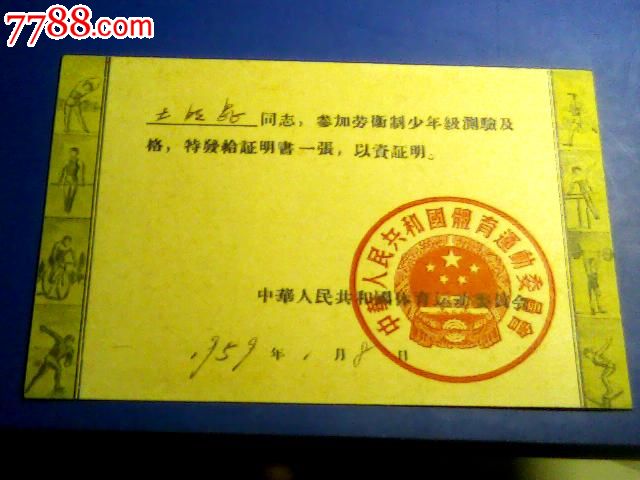 7788.com
同志，参加劳衛制少年級測驗及
格，特發給証明書一張，以資証明。
中華人民共和國体育运动委員會
中華人民共和國體育運動委員會
1959年1月8日